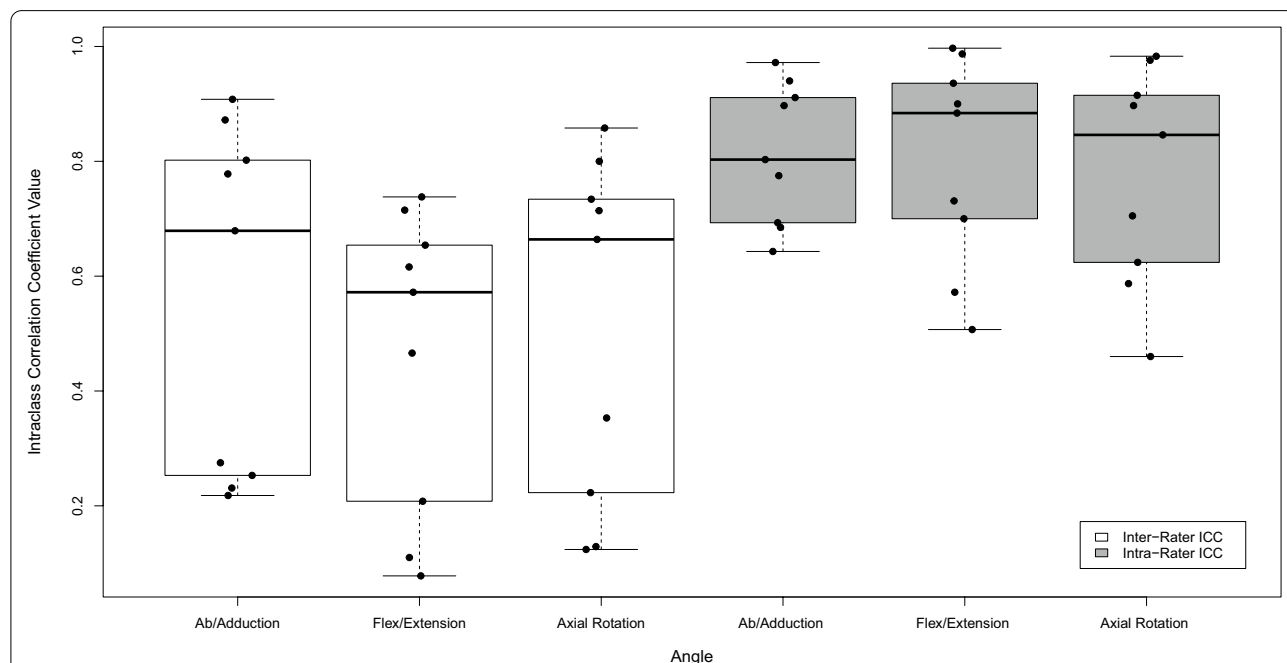 Intraclass Correlation Coefficient Value
1.0
0.8
0.6
0.4
0.2
Inter−Rater ICC
Intra−Rater ICC
Ab/Adduction Flex/Extension Axial Rotation Ab/Adduction Flex/Extension Axial Rotation
Angle